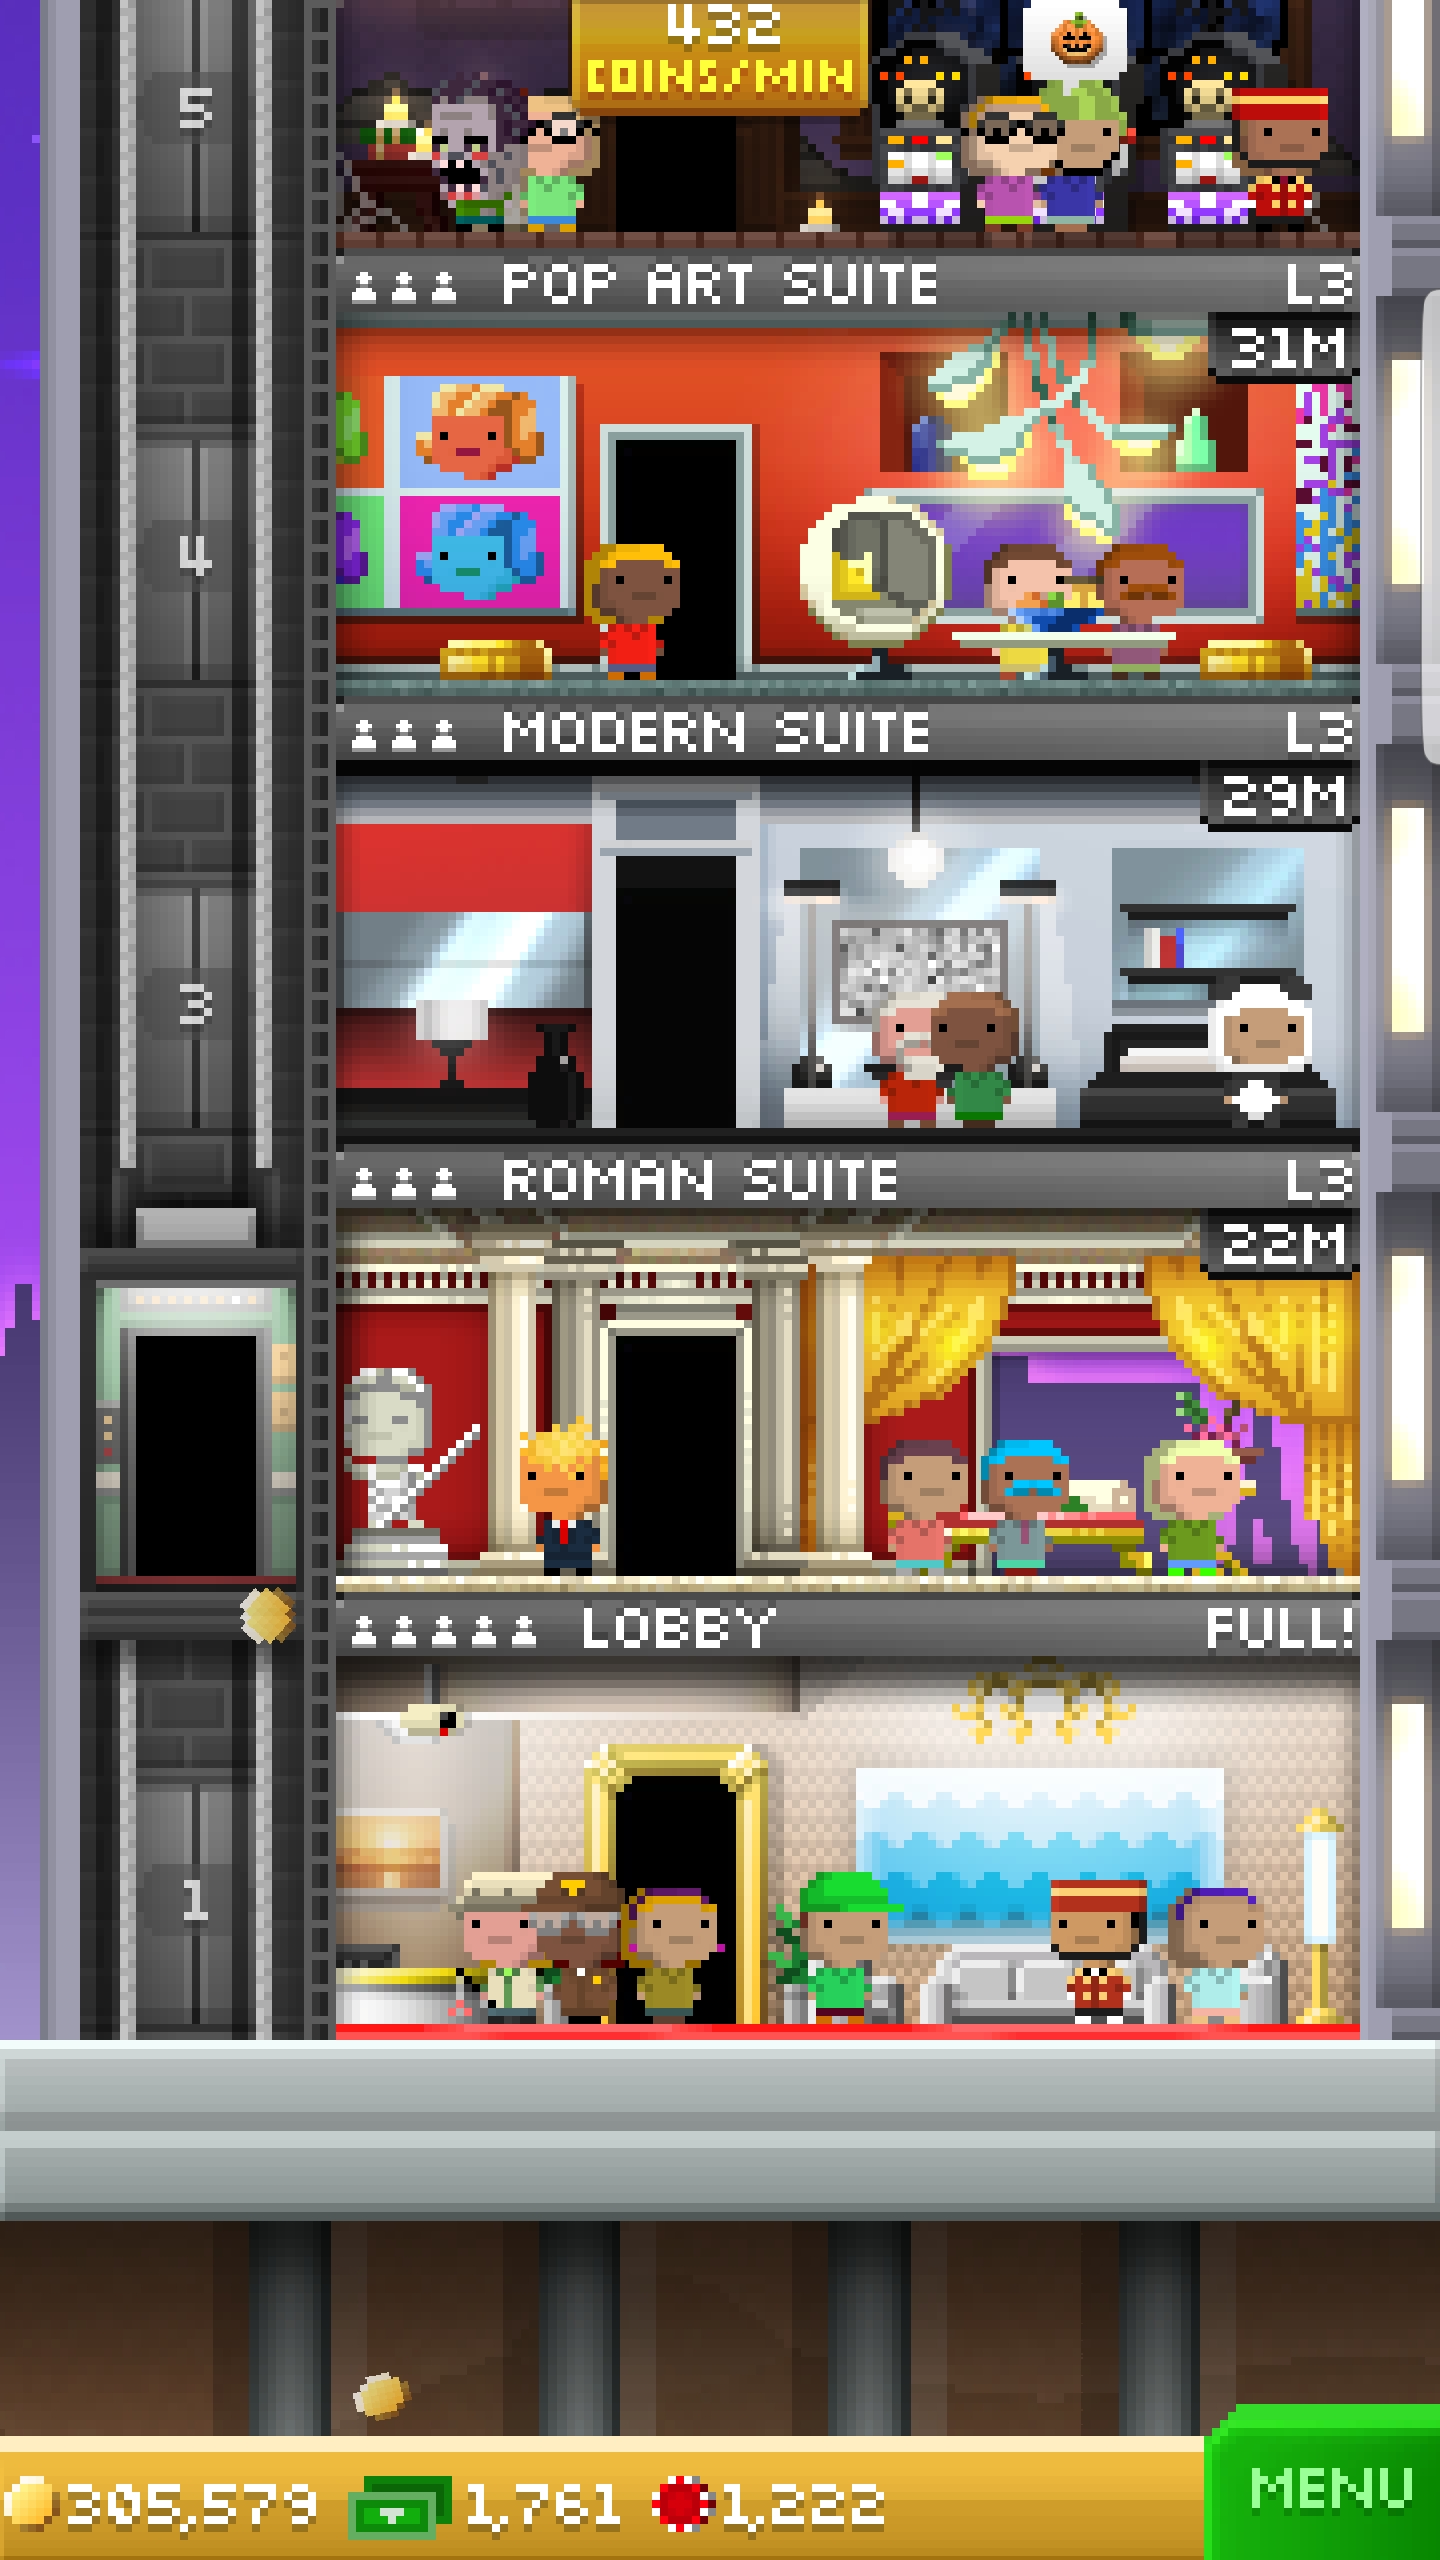 432
COINS/MIN
5
POP ART SUITE L3
31M
4
MODERN SUITE L3
29M
3
ROMAN SUITE L3
22M
LOBBY FULL!
1
305,579 1,761 1,222 MENU